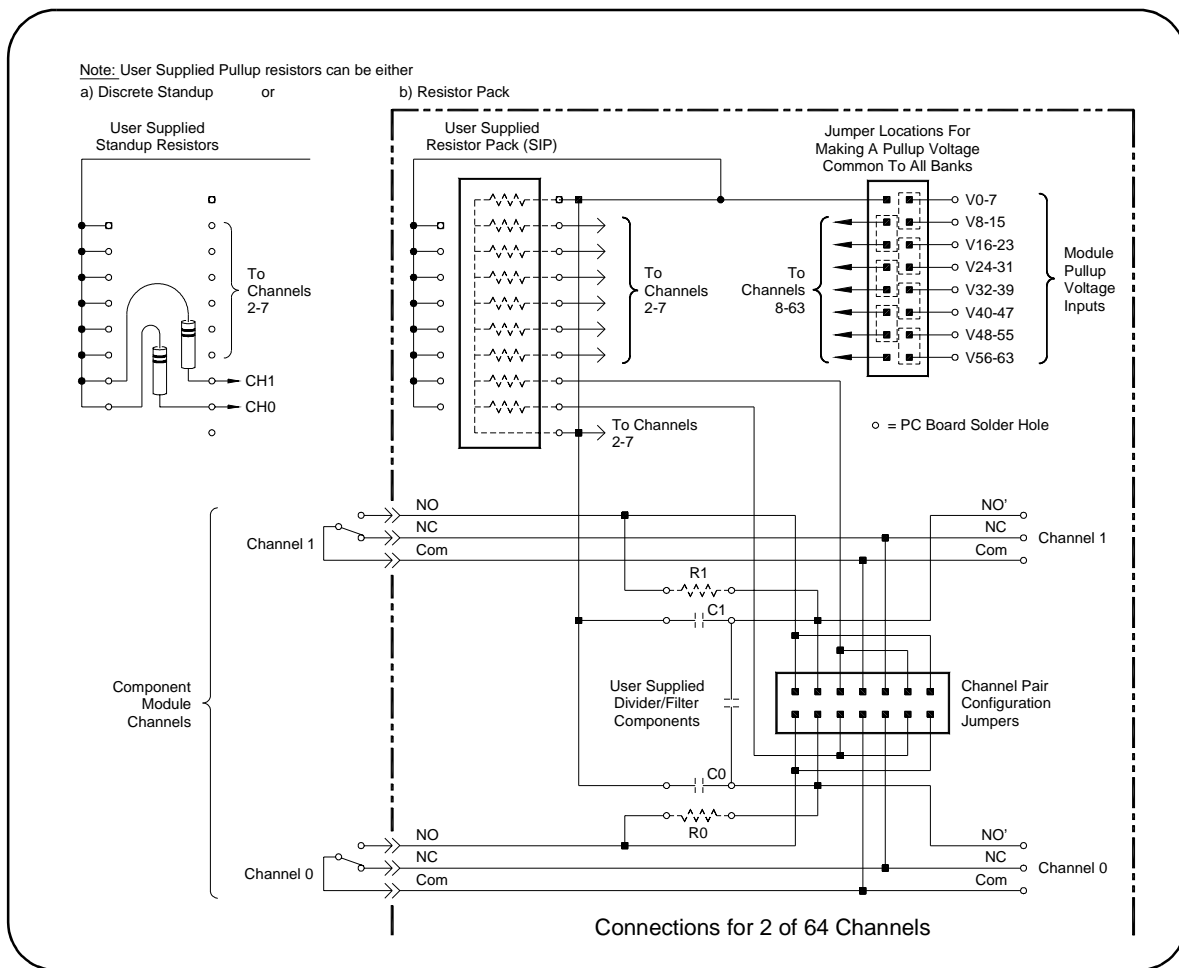 Note: User Supplied Pullup resistors can be either
a) Discrete Standup or b) Resistor Pack
User Supplied
Standup Resistors
To
Channels
2-7
CH1
CH0
User Supplied
Resistor Pack (SIP)
To
Channels
2-7
To Channels
2-7
Jumper Locations For
Making A Pullup Voltage
Common To All Banks
To
Channels
8-63
V0-7
V8-15
V16-23
V24-31
V32-39
V40-47
V48-55
V56-63
Module
Pullup
Voltage
Inputs
= PC Board Solder Hole
Component
Module
Channels
Channel 1
NO
NC
Com
NO'
NC
Com
Channel 1
R1
C1
User Supplied
Divider/Filter
Components
Channel Pair
Configuration
Jumpers
C0
R0
Channel 0
NO
NC
Com
NO'
NC
Com
Channel 0
Connections for 2 of 64 Channels